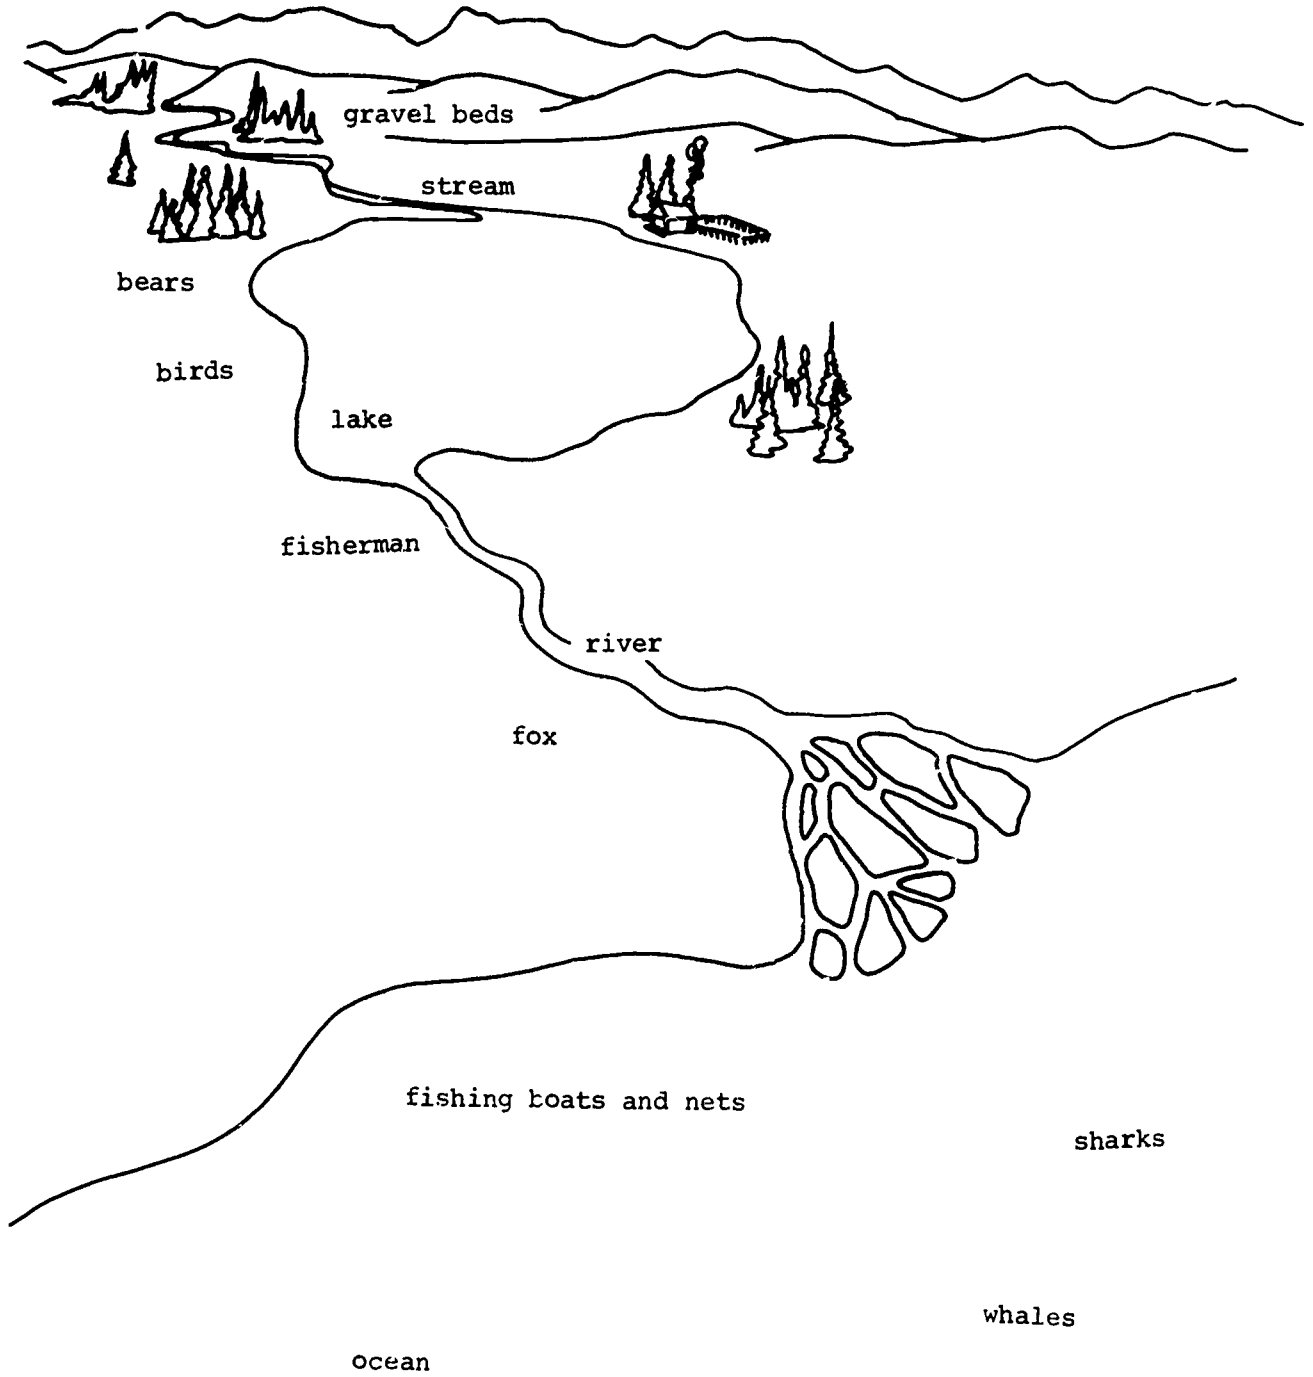 gravel beds
stream
bears
birds
lake
fisherman
river
fox
fishing boats and nets
sharks
whales
ocean